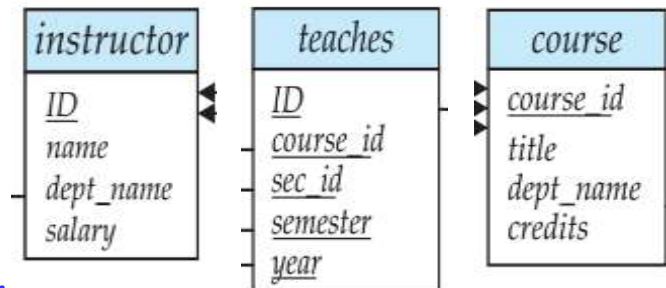 instructor
ID
name
dept_name
salary
teaches
ID
course_id
sec_id
semester
year
course
course_id
title
dept_name
credits